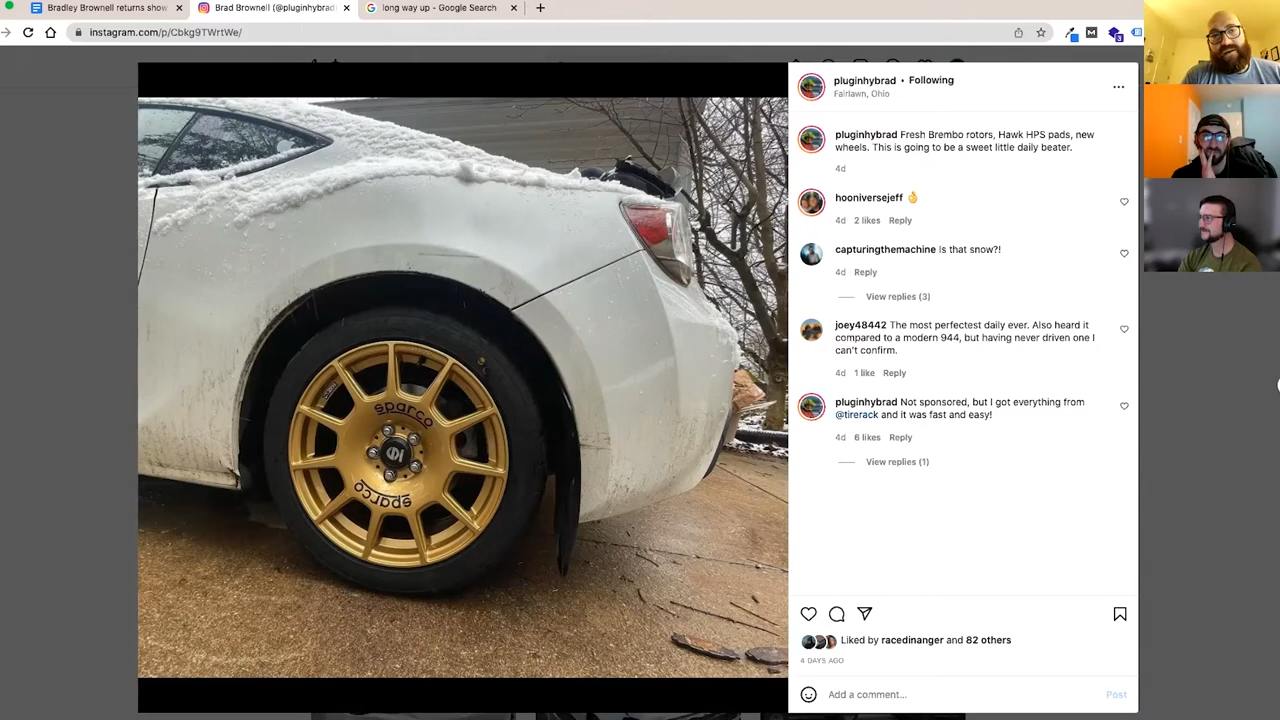 Bradley Brownell returns show
Brad Brownell (@pluginhybrad)
long way up - Google Search
instagram.com/p/Cbkg9TWrtWe/
pluginhybrad • Following
Fairlawn, Ohio
pluginhybrad Fresh Brembo rotors, Hawk HPS pads, new
wheels. This is going to be a sweet little daily beater.
4d
hooniversejeff 👌
4d 2 likes Reply
capturingthemachine Is that snow?!
4d Reply
View replies (3)
joey48442 The most perfectest daily ever. Also heard it
compared to a modern 944, but having never driven one I
can't confirm.
4d 1 like Reply
pluginhybrad Not sponsored, but I got everything from
@tirerack and it was fast and easy!
4d 6 likes Reply
View replies (1)
Liked by racedinanger and 82 others
4 DAYS AGO
Add a comment...
Post
sparco
sparco